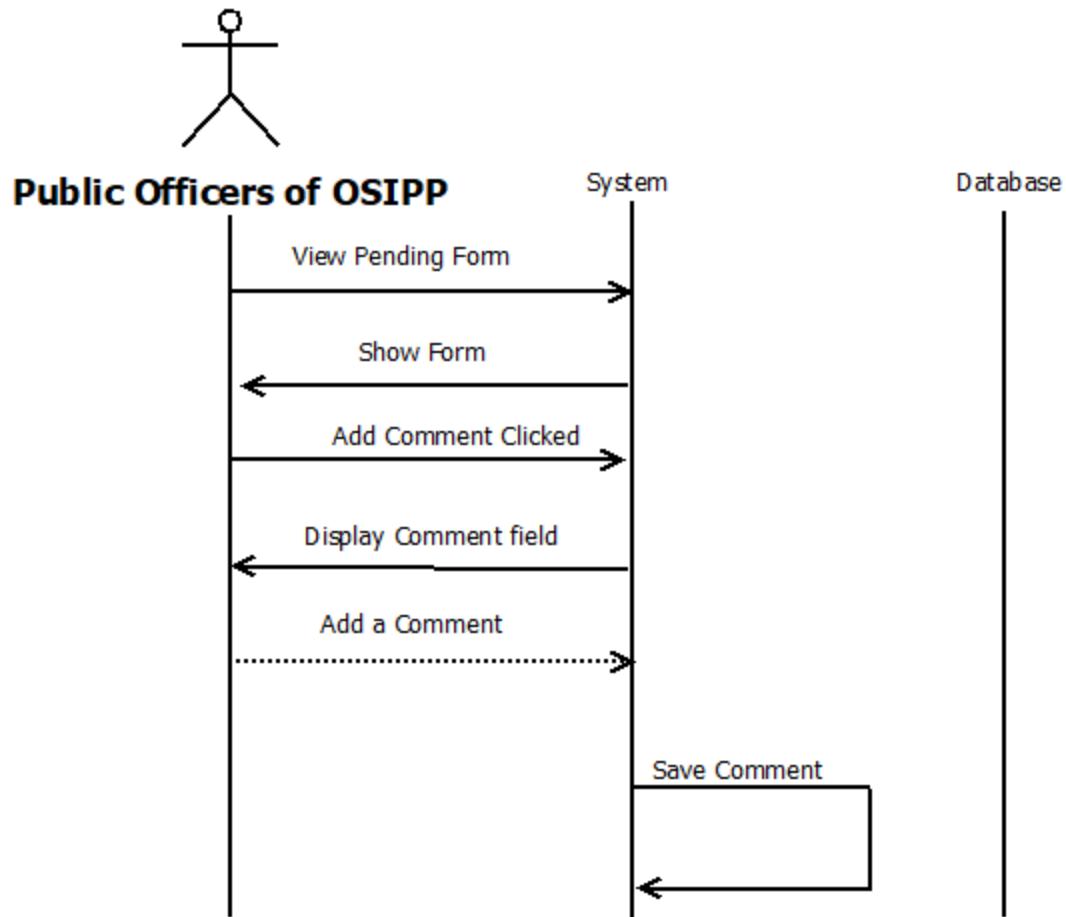 Public Officers of OSIPP
System
Database
View Pending Form
Show Form
Add Comment Clicked
Display Comment field
Add a Comment
Save Comment